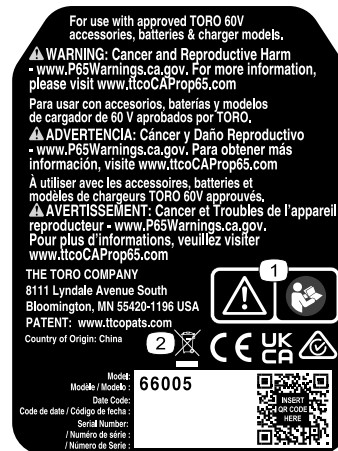 For use with approved TORO 60V
accessories, batteries & charger models.
WARNING: Cancer and Reproductive Harm
- www.P65Warnings.ca.gov. For more information,
please visit www.ttcoCAProp65.com
Para usar con accesorios, baterías y modelos
de cargador de 60 V aprobados por TORO.
ADVERTENCIA: Cáncer y Daño Reproductivo
- www.P65Warnings.ca.gov. Para obtener más
información, visite www.ttcoCAProp65.com
À utiliser avec les accessoires, batteries et
modèles de chargeurs TORO 60V approuvés.
AVERTISSEMENT: Cancer et Troubles de l'appareil
reproducteur - www.P65Warnings.ca.gov.
Pour plus d'informations, veuillez visiter
www.ttcoCAProp65.com
THE TORO COMPANY
8111 Lyndale Avenue South
Bloomington, MN 55420-1196 USA
PATENT: www.ttcopats.com
Country of Origin: China
1
2
CE UK
CA
Model:
Modèle / Modelo :
66005
Date Code:
Code de date / Código de fecha :
Serial Number:
/ Numéro de série :
/ Número de Serie :
INSERT
QR CODE
HERE